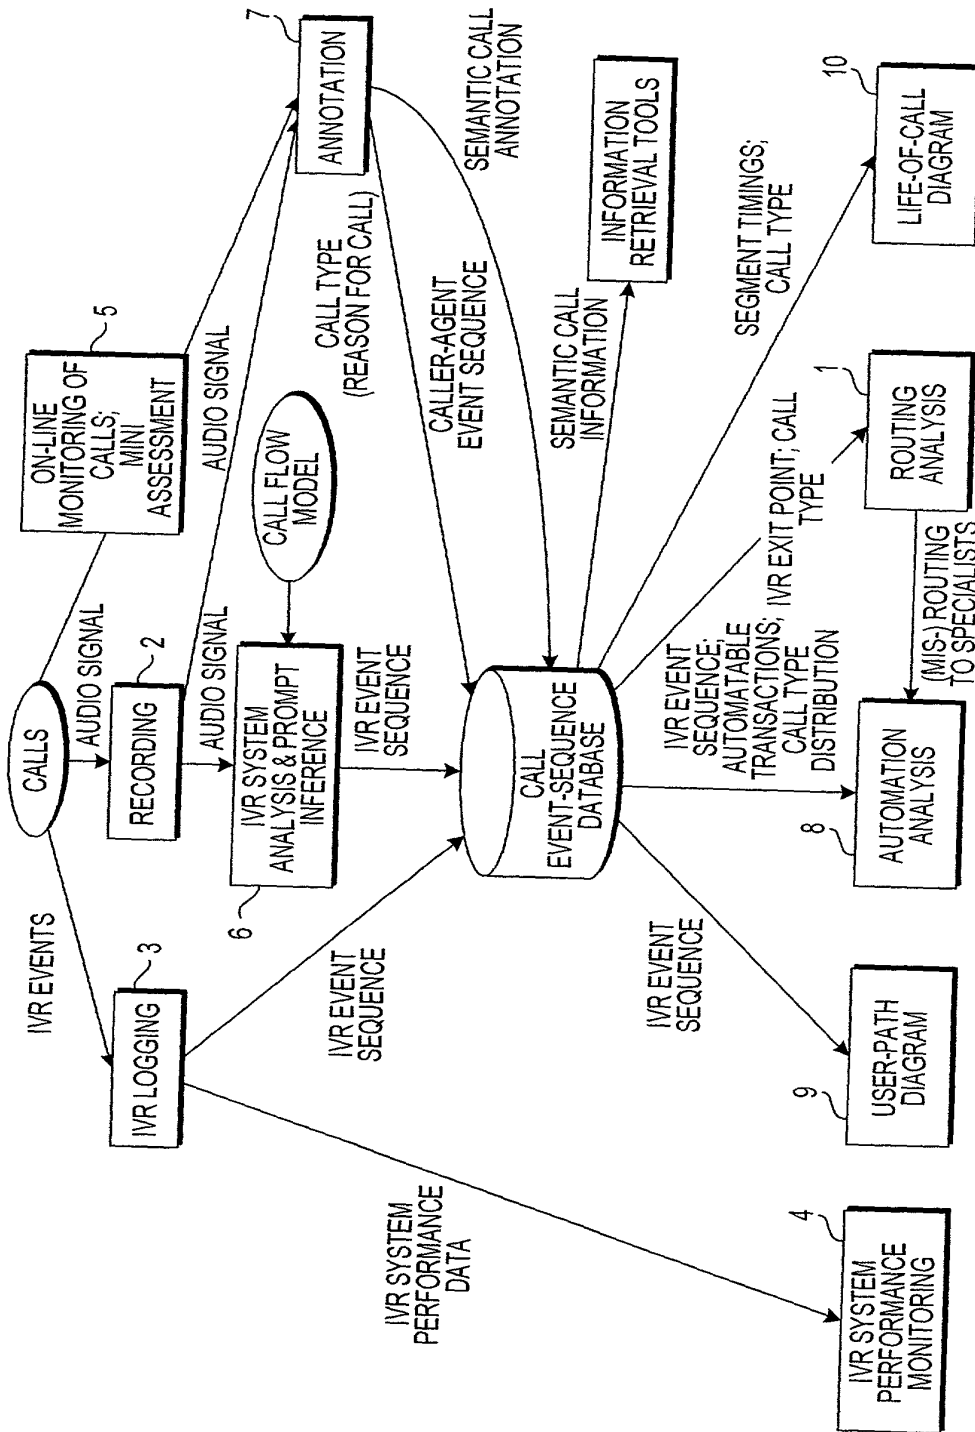 CALLS
IVR EVENTS
AUDIO SIGNAL
3
IVR LOGGING
2
RECORDING
5
ON-LINE
MONITORING OF
CALLS;
MINI
ASSESSMENT
AUDIO SIGNAL
AUDIO SIGNAL
7
ANNOTATION
6
IVR SYSTEM
ANALYSIS & PROMPT
INFERENCE
CALL FLOW
MODEL
CALL TYPE
(REASON FOR CALL)
CALLER-AGENT
EVENT SEQUENCE
SEMANTIC CALL
ANNOTATION
IVR EVENT
SEQUENCE
IVR EVENT
SEQUENCE
IVR SYSTEM
PERFORMANCE
DATA
CALL
EVENT-SEQUENCE
DATABASE
SEMANTIC CALL
INFORMATION
INFORMATION
RETRIEVAL TOOLS
IVR EVENT
SEQUENCE
IVR EVENT
SEQUENCE;
AUTOMATABLE
TRANSACTIONS;
CALL TYPE
DISTRIBUTION
IVR EXIT POINT; CALL
TYPE
SEGMENT TIMINGS;
CALL TYPE
4
IVR SYSTEM
PERFORMANCE
MONITORING
9
USER-PATH
DIAGRAM
8
AUTOMATION
ANALYSIS
(MIS-) ROUTING
TO SPECIALISTS
1
ROUTING
ANALYSIS
10
LIFE-OF-CALL
DIAGRAM